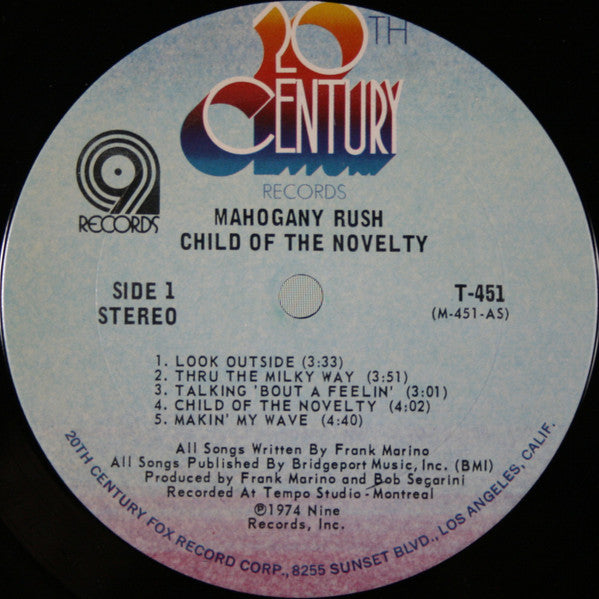 20TH
CENTURY
RECORDS
9
RECORDS
MAHOGANY RUSH
CHILD OF THE NOVELTY
SIDE 1
STEREO
T-451
(M-451-AS)
1. LOOK OUTSIDE (3:33)
2. THRU THE MILKY WAY (3:51)
3. TALKING 'BOUT A FEELIN' (3:01)
4. CHILD OF THE NOVELTY (4:02)
5. MAKIN' MY WAVE (4:40)
All Songs Written By Frank Marino
All Songs Published By Bridgeport Music, Inc. (BMI)
Produced by Frank Marino and Bob Segarini
Recorded At Tempo Studio - Montreal
℗1974 Nine
Records, Inc.
20TH CENTURY FOX RECORD CORP., 8255 SUNSET BLVD., LOS ANGELES, CALIF.